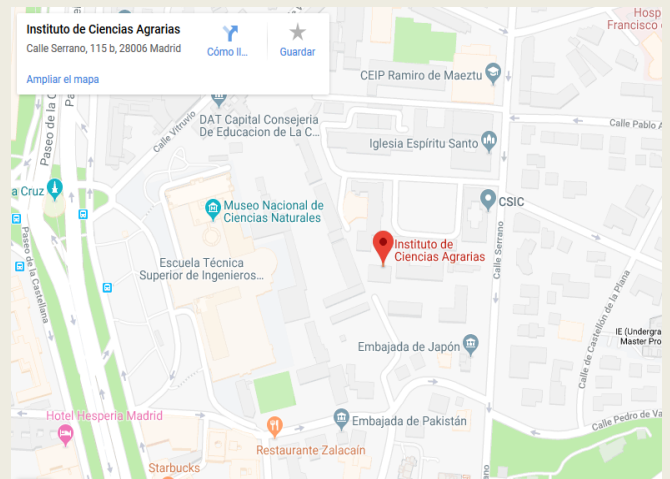 Instituto de Ciencias Agrarias
Calle Serrano, 115 b, 28006 Madrid
Cómo ll...
Guardar
Ampliar el mapa
Hosp
Francisco
CEIP Ramiro de Maeztu
Paseo de la C
Pa
Calle Vitruvio
DAT Capital Consejeria
De Educacion de La C...
Calle Pablo A
Iglesia Espíritu Santo
a Cruz
Museo Nacional de
Ciencias Naturales
CSIC
Paseo de la Castellana
Instituto de
Ciencias Agrarias
Calle Serrano
Escuela Técnica
Superior de Ingenieros...
Calle de Castellón de la Plana
IE (Undergra
Master Pro
Embajada de Japón
Hotel Hesperia Madrid
Embajada de Pakistán
Calle Pedro de Va
Restaurante Zalacaín
Starbucks
ano